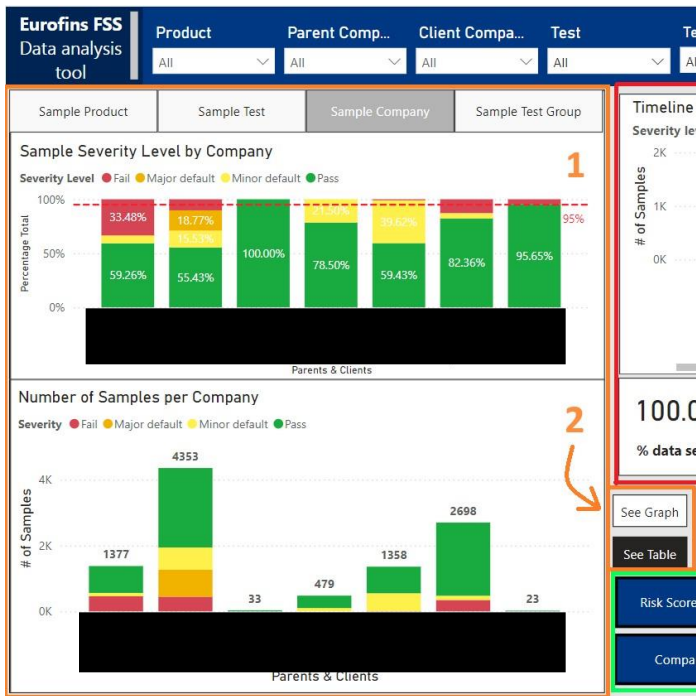 Eurofins FSS
Data analysis
tool
Product
Parent Comp...
Client Compa...
Test
All
All
All
All
Sample Product
Sample Test
Sample Company
Sample Test Group
Sample Severity Level by Company
1
Severity Level Fail Major default Minor default Pass
Percentage Total
100%
50%
0%
33.48%
59.26%
18.77%
15.53%
55.43%
100.00%
21.50%
78.50%
39.62%
59.43%
82.36%
95.65%
95%
Parents & Clients
Number of Samples per Company
2
Severity Fail Major default Minor default Pass
# of Samples
4K
2K
0K
1377
4353
33
479
1358
2698
23
Parents & Clients
Timeline
Severity le
# of Samples
2K
1K
0K
100.0
% data se
See Graph
See Table
Risk Score
Compa